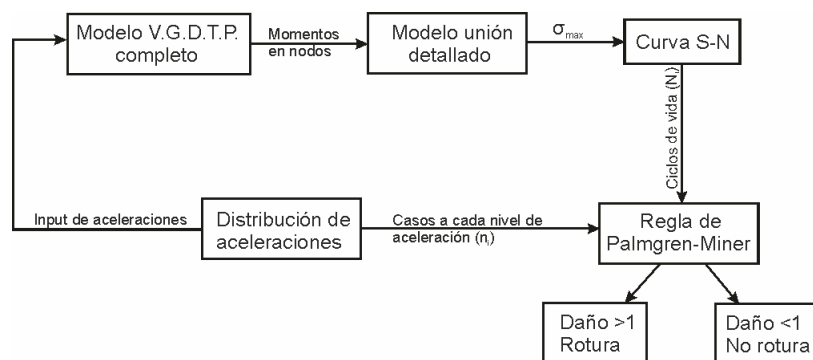 Modelo V.G.D.T.P.
completo
Momentos
en nodos
Modelo unión
detallado
σmax
Curva S-N
Ciclos de vida (Ni)
Input de aceleraciones
Distribución de
aceleraciones
Casos a cada nivel de
aceleración (ni)
Regla de
Palmgren-Miner
Daño >1
Rotura
Daño <1
No rotura